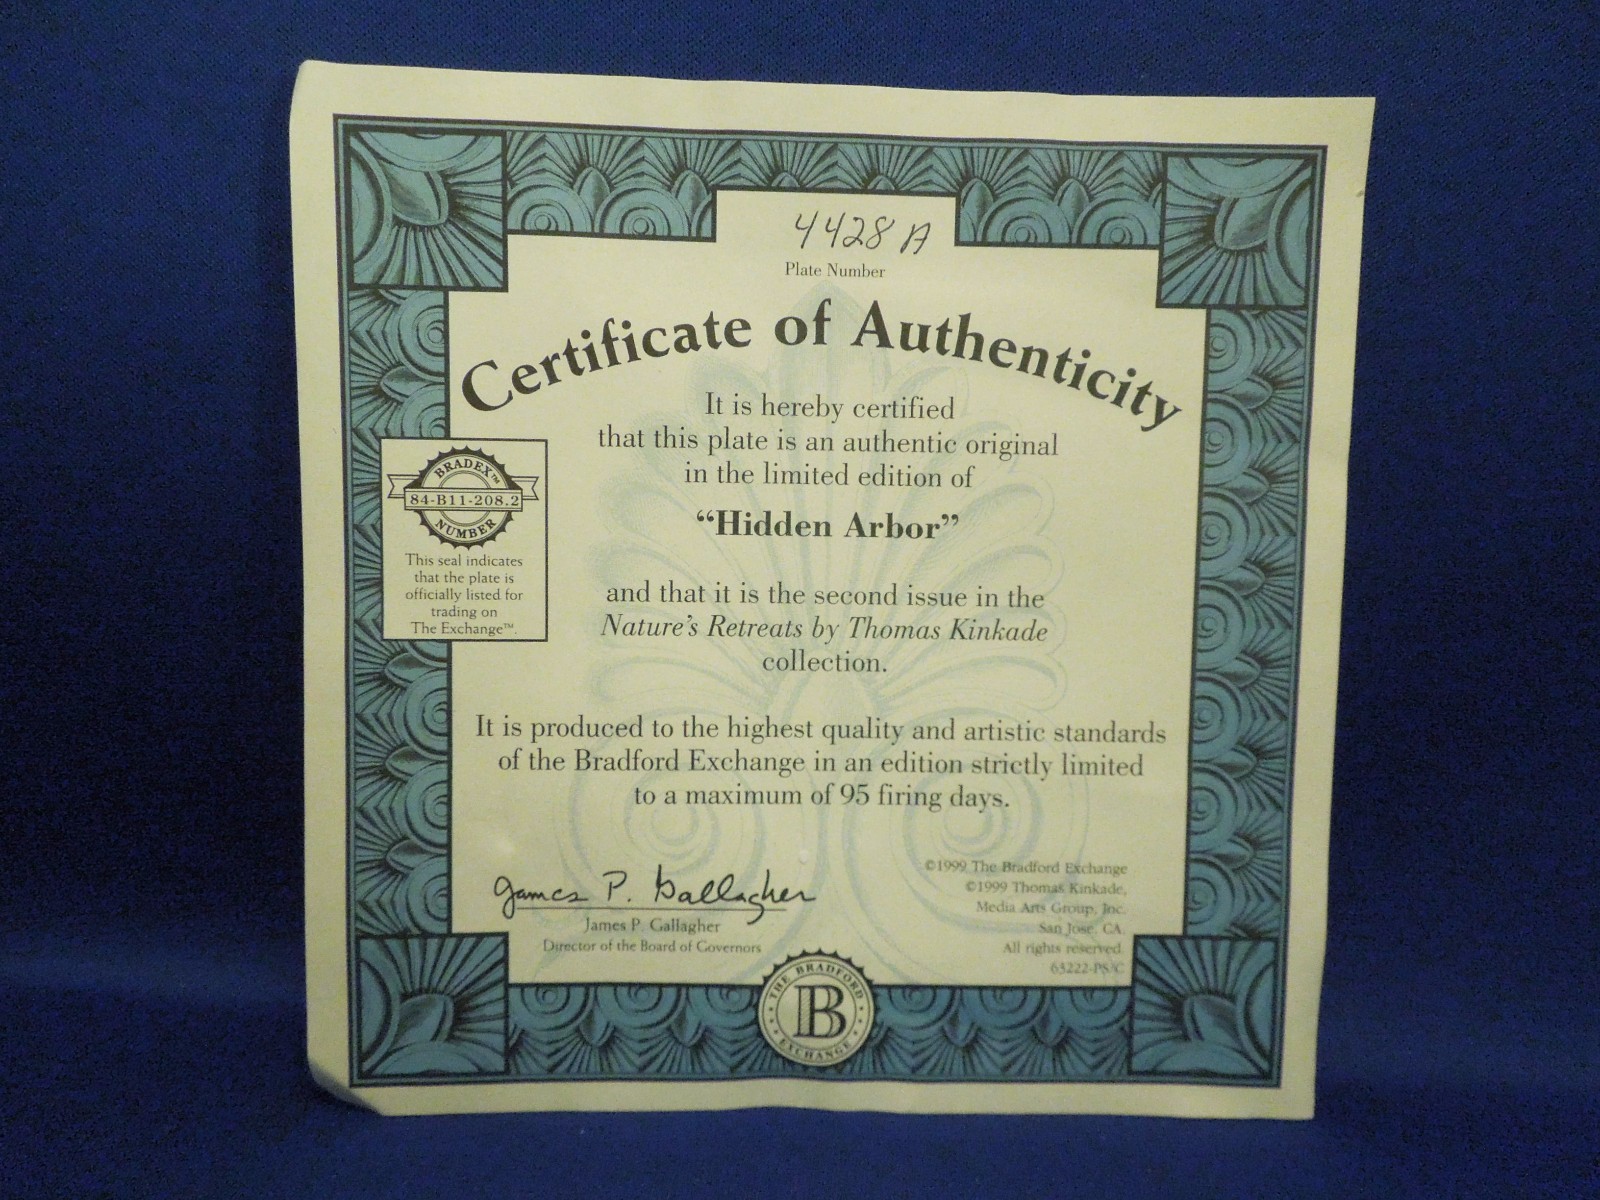 4428A
Plate Number
Certificate of Authenticity
It is hereby certified
that this plate is an authentic original
in the limited edition of
“Hidden Arbor”
and that it is the second issue in the
Nature's Retreats by Thomas Kinkade
collection.
BRADEX™
84-B11-208.2
NUMBER
This seal indicates
that the plate is
officially listed for
trading on
The Exchange™.
It is produced to the highest quality and artistic standards
of the Bradford Exchange in an edition strictly limited
to a maximum of 95 firing days.
James P. Gallagher
James P. Gallagher
Director of the Board of Governors
©1999 The Bradford Exchange
©1999 Thomas Kinkade,
Media Arts Group, Inc.
San Jose, CA.
All rights reserved.
63222-PS/C
THE BRADFORD
B
EXCHANGE